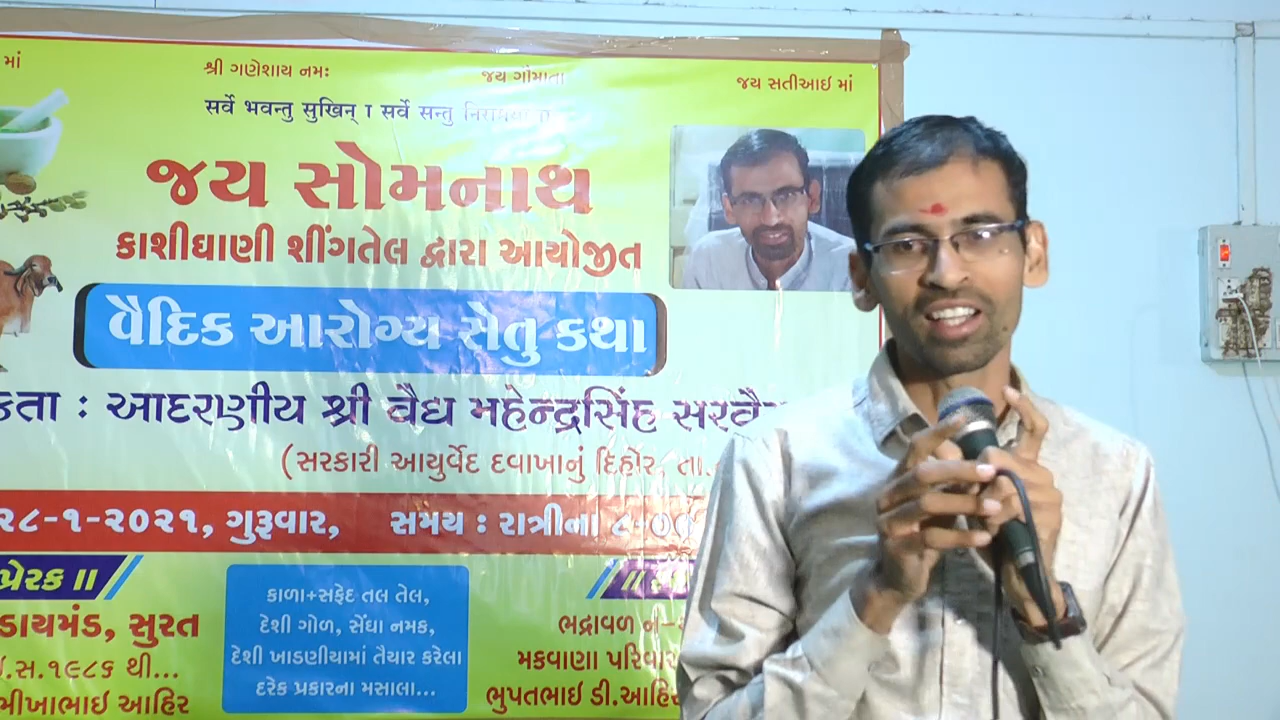 માં શ્રી ગણેશાય નમઃ જય ગૌમાતા જય સતીઆઈ માં
સર્વે ભવન્તુ સુખિન્ । સર્વે સન્તુ
જય સોમનાથ
કાશીઘાણી શીંગતેલ દ્વારા આયોજીત
વૈદિક આરોગ્ય સેતુ કથા
કતા : આદરણીય શ્રી વૈદ્ય મહેન્દ્રસિંહ
(સરકારી આયુર્વેદ દવાખાનું દિહોર, તા.
૨૮-૧-૨૦૨૧, ગુરૂવાર, સમય : રાત્રીના
પ્રેરક ॥
ડાયમંડ, સુરત
ઈ.સ.૧૯૮૬ થી...
ભીખાભાઇ આહિર
કાળા+સફેદ તલ તેલ,
દેશી ગોળ, સેંધા નમક,
દેશી ખાડણીયામાં તૈયાર કરેલા
દરેક પ્રકારના મસાલા...
ભદ્રાવળ નં-
મકવાણા પરિવાર
ભુપતભાઇ ડી.આહિર